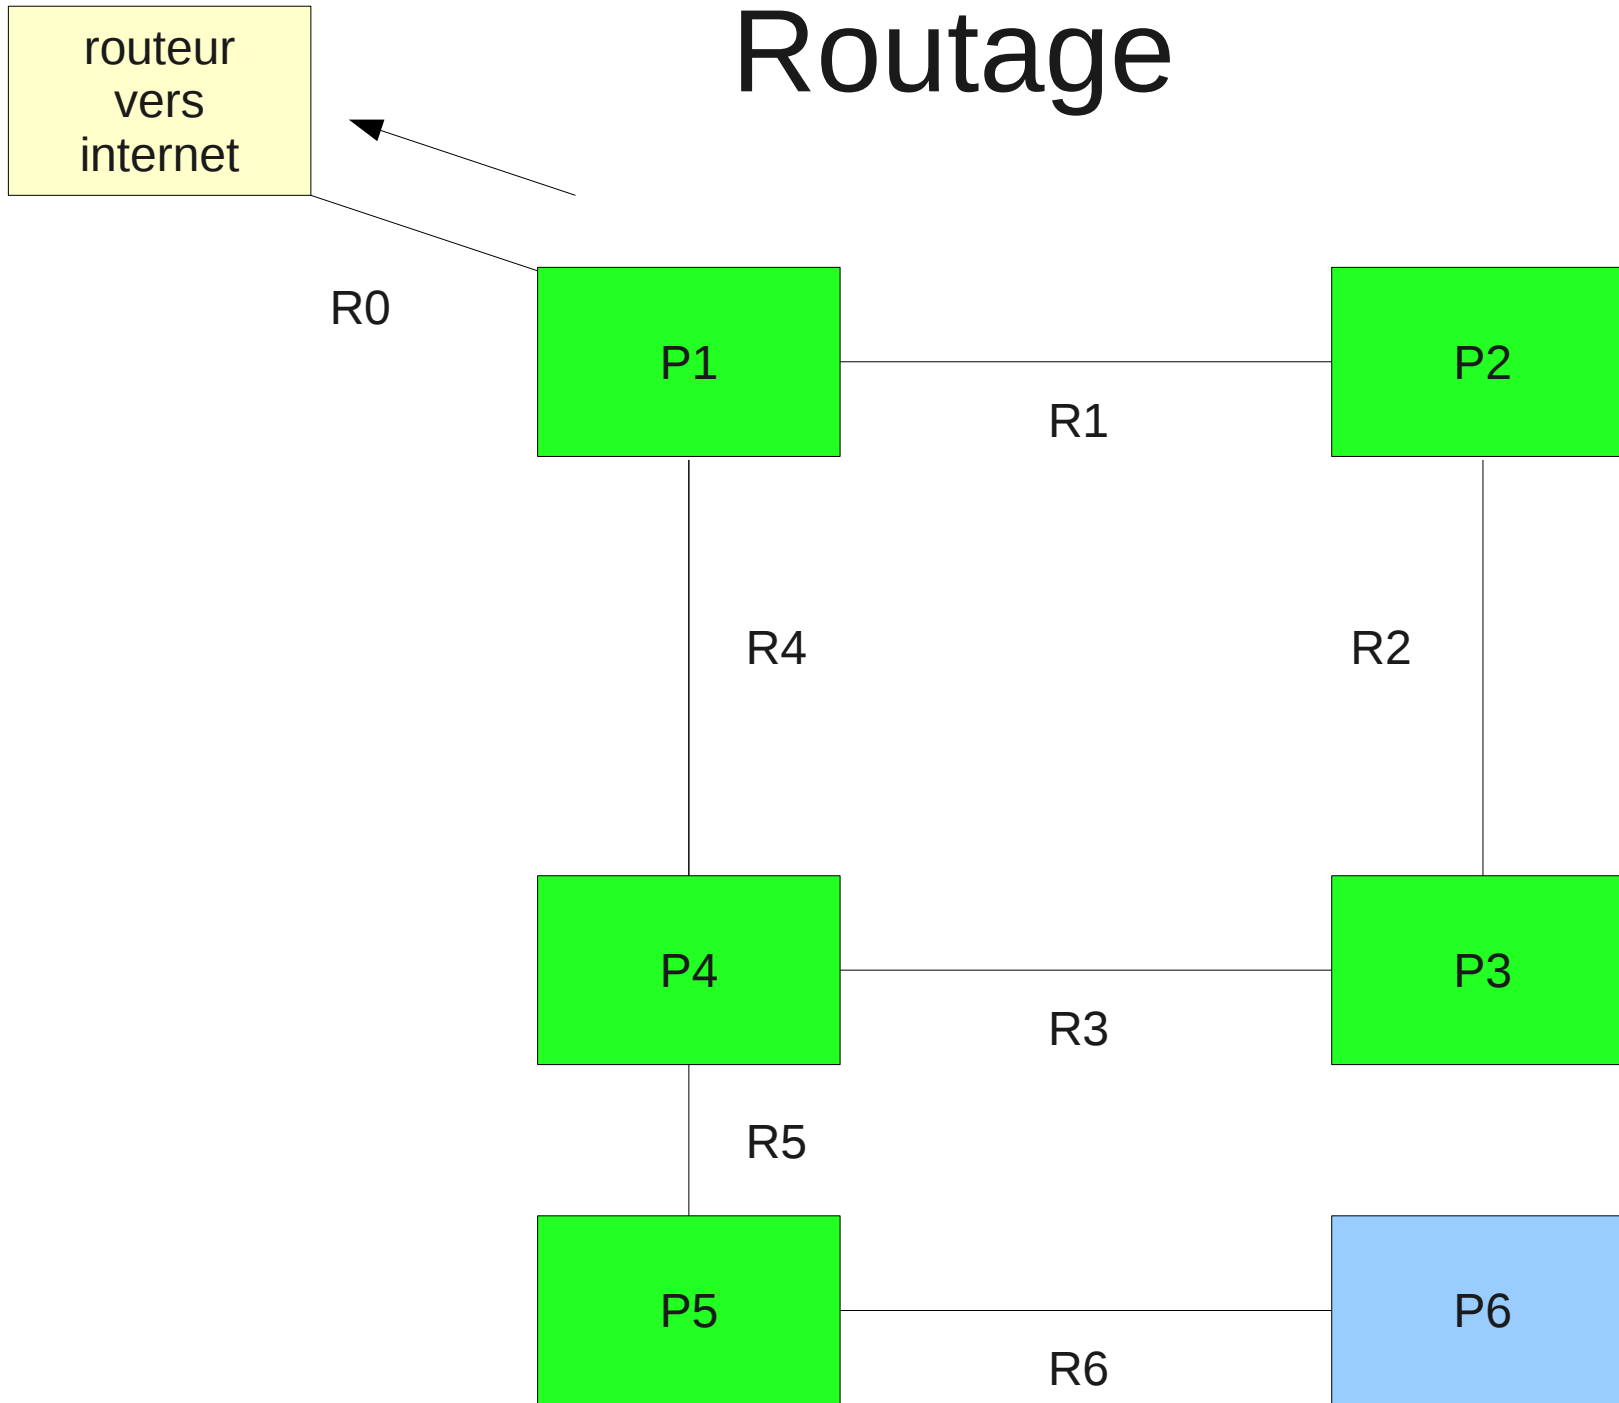 Routage
routeur
vers
internet
R0
P1
P2
R1
R4
R2
P4
P3
R3
R5
P5
P6
R6